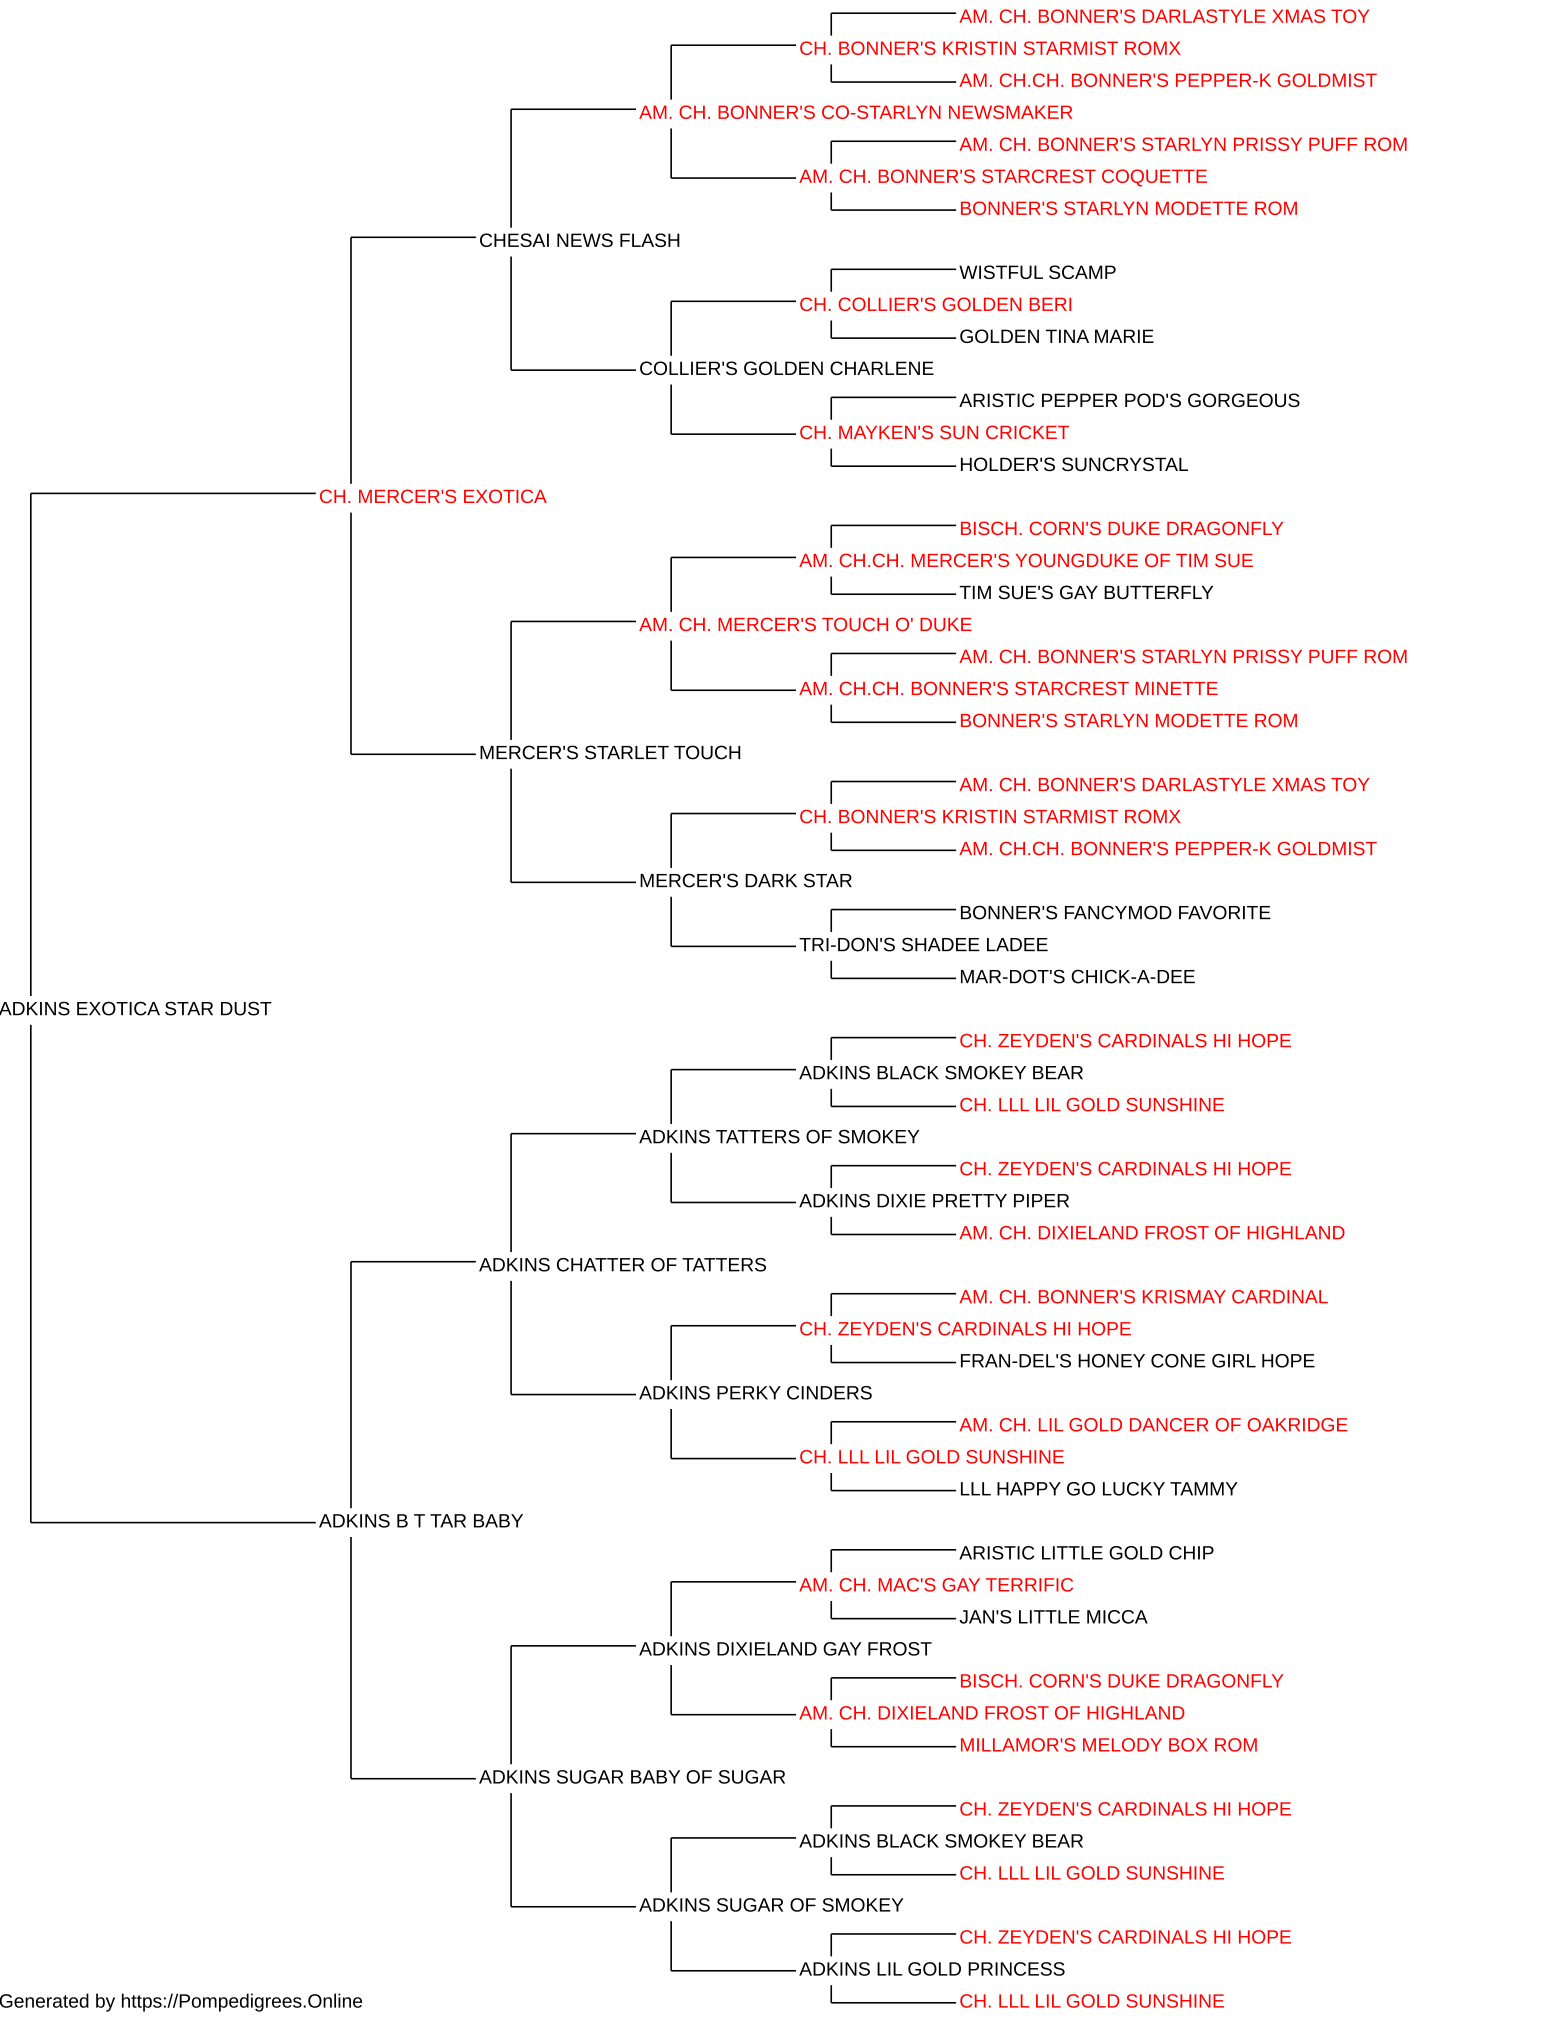 AM. CH. BONNER'S DARLASTYLE XMAS TOY
CH. BONNER'S KRISTIN STARMIST ROMX
AM. CH.CH. BONNER'S PEPPER-K GOLDMIST
AM. CH. BONNER'S CO-STARLYN NEWSMAKER
AM. CH. BONNER'S STARLYN PRISSY PUFF ROM
AM. CH. BONNER'S STARCREST COQUETTE
BONNER'S STARLYN MODETTE ROM
CHESAI NEWS FLASH
WISTFUL SCAMP
CH. COLLIER'S GOLDEN BERI
GOLDEN TINA MARIE
COLLIER'S GOLDEN CHARLENE
ARISTIC PEPPER POD'S GORGEOUS
CH. MAYKEN'S SUN CRICKET
HOLDER'S SUNCRYSTAL
CH. MERCER'S EXOTICA
BISCH. CORN'S DUKE DRAGONFLY
AM. CH.CH. MERCER'S YOUNGDUKE OF TIM SUE
TIM SUE'S GAY BUTTERFLY
AM. CH. MERCER'S TOUCH O' DUKE
AM. CH. BONNER'S STARLYN PRISSY PUFF ROM
AM. CH.CH. BONNER'S STARCREST MINETTE
BONNER'S STARLYN MODETTE ROM
MERCER'S STARLET TOUCH
AM. CH. BONNER'S DARLASTYLE XMAS TOY
CH. BONNER'S KRISTIN STARMIST ROMX
AM. CH.CH. BONNER'S PEPPER-K GOLDMIST
MERCER'S DARK STAR
BONNER'S FANCYMOD FAVORITE
TRI-DON'S SHADEE LADEE
MAR-DOT'S CHICK-A-DEE
ADKINS EXOTICA STAR DUST
CH. ZEYDEN'S CARDINALS HI HOPE
ADKINS BLACK SMOKEY BEAR
CH. LLL LIL GOLD SUNSHINE
ADKINS TATTERS OF SMOKEY
CH. ZEYDEN'S CARDINALS HI HOPE
ADKINS DIXIE PRETTY PIPER
AM. CH. DIXIELAND FROST OF HIGHLAND
ADKINS CHATTER OF TATTERS
AM. CH. BONNER'S KRISMAY CARDINAL
CH. ZEYDEN'S CARDINALS HI HOPE
FRAN-DEL'S HONEY CONE GIRL HOPE
ADKINS PERKY CINDERS
AM. CH. LIL GOLD DANCER OF OAKRIDGE
CH. LLL LIL GOLD SUNSHINE
LLL HAPPY GO LUCKY TAMMY
ADKINS B T TAR BABY
ARISTIC LITTLE GOLD CHIP
AM. CH. MAC'S GAY TERRIFIC
JAN'S LITTLE MICCA
ADKINS DIXIELAND GAY FROST
BISCH. CORN'S DUKE DRAGONFLY
AM. CH. DIXIELAND FROST OF HIGHLAND
MILLAMOR'S MELODY BOX ROM
ADKINS SUGAR BABY OF SUGAR
CH. ZEYDEN'S CARDINALS HI HOPE
ADKINS BLACK SMOKEY BEAR
CH. LLL LIL GOLD SUNSHINE
ADKINS SUGAR OF SMOKEY
CH. ZEYDEN'S CARDINALS HI HOPE
ADKINS LIL GOLD PRINCESS
CH. LLL LIL GOLD SUNSHINE
Generated by https://Pompedigrees.Online